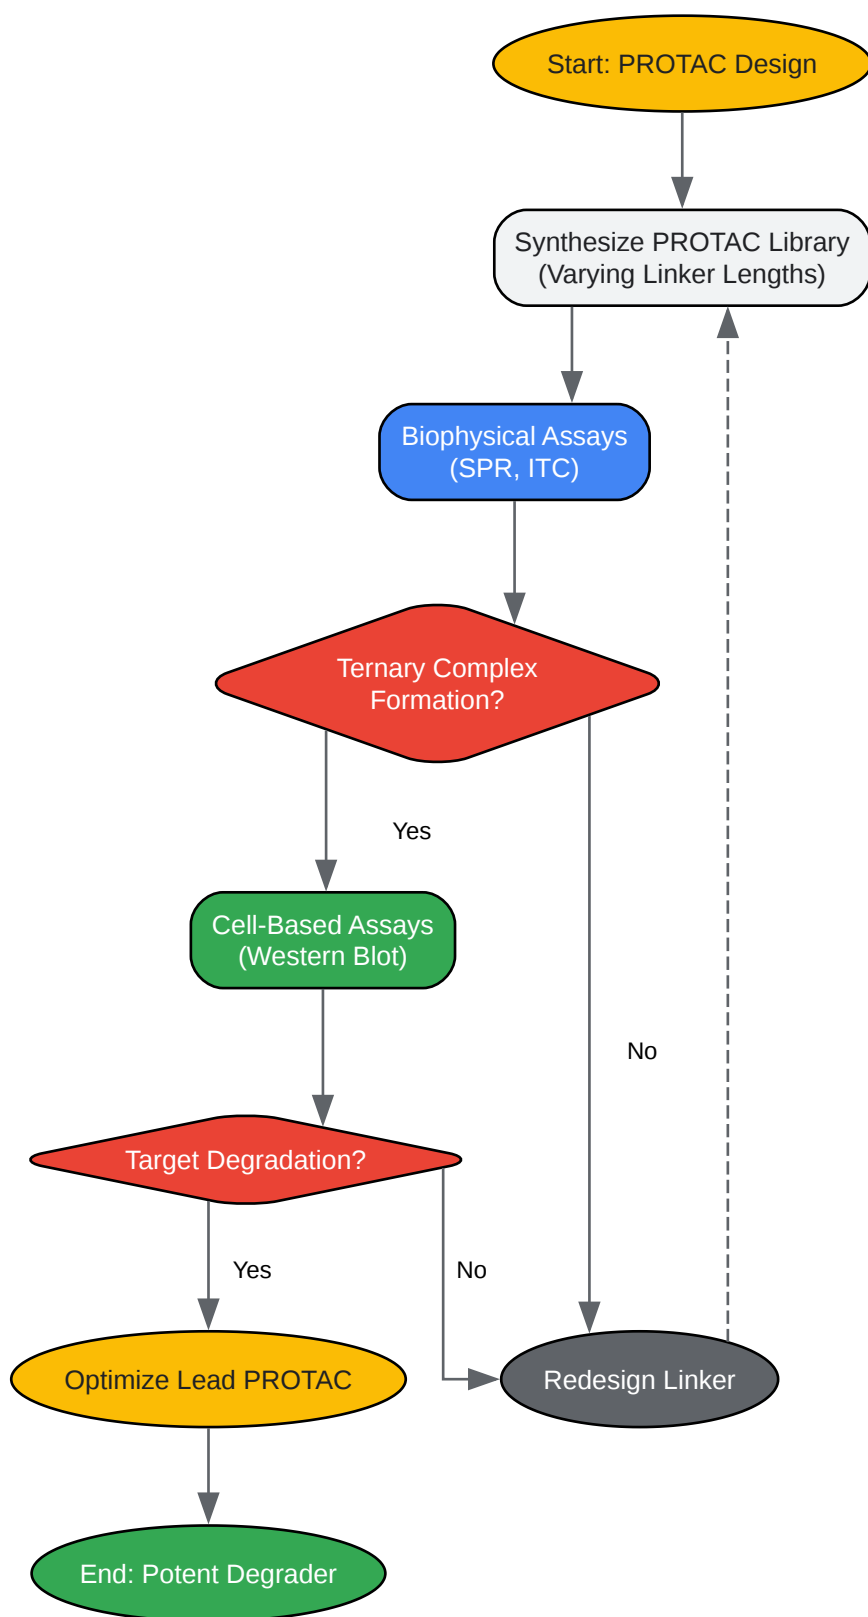 Start: PROTAC Design
Synthesize PROTAC Library
(Varying Linker Lengths)
Biophysical Assays
(SPR, ITC)
Ternary Complex
Formation?
Yes
Cell-Based Assays
(Western Blot)
No
Target Degradation?
Yes
No
Optimize Lead PROTAC
Redesign Linker
End: Potent Degrader